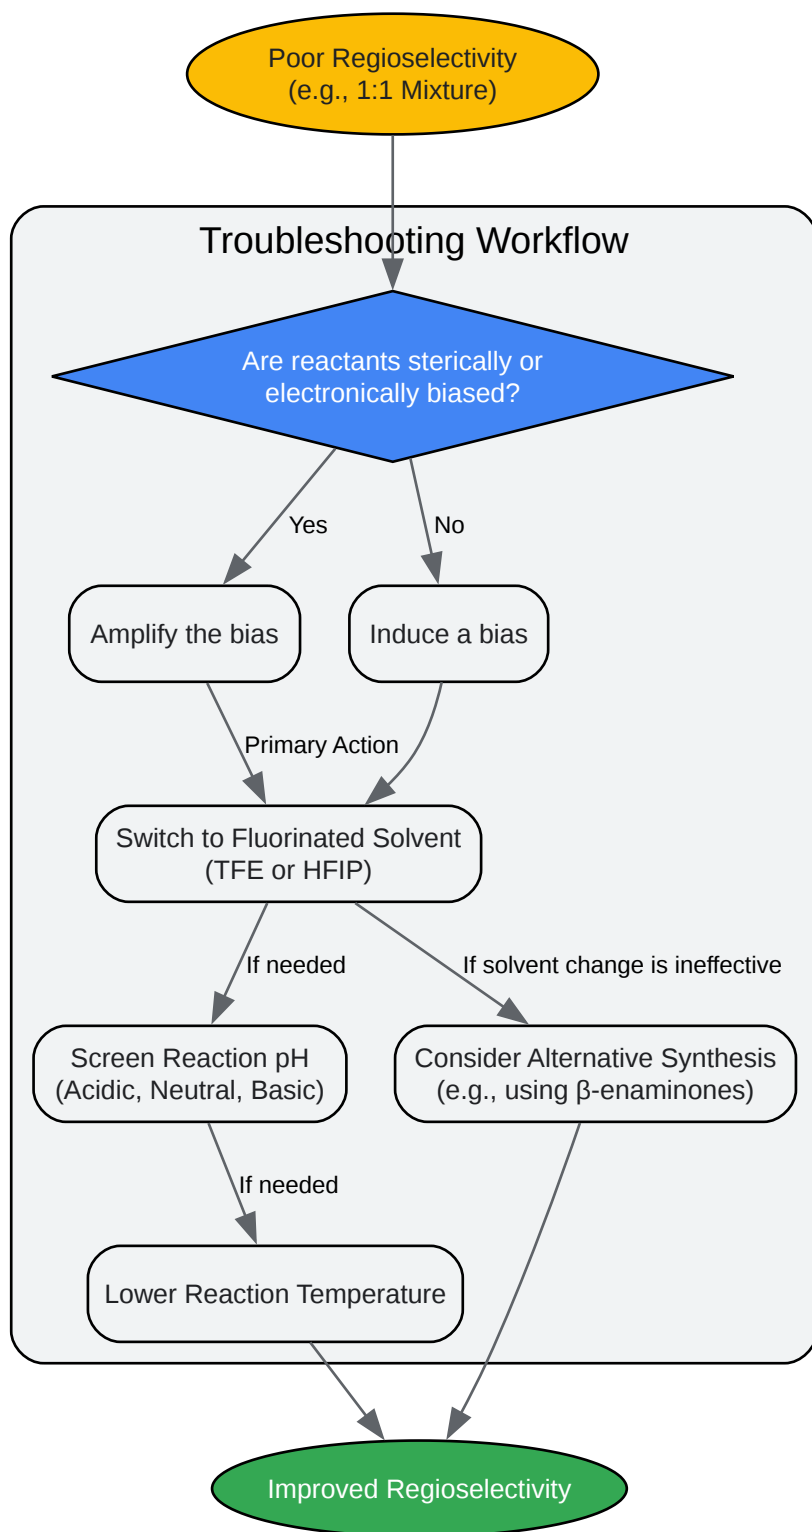 Poor Regioselectivity
(e.g., 1:1 Mixture)
Troubleshooting Workflow
Are reactants sterically or
electronically biased?
Yes
No
Amplify the bias
Induce a bias
Primary Action
Switch to Fluorinated Solvent
(TFE or HFIP)
If needed
If solvent change is ineffective
Screen Reaction pH
(Acidic, Neutral, Basic)
Consider Alternative Synthesis
(e.g., using β-enaminones)
If needed
Lower Reaction Temperature
Improved Regioselectivity